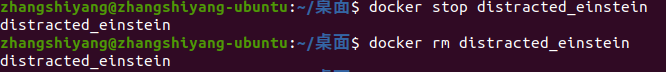 zhangshiyang@zhangshiyang-ubuntu:~/桌面$ docker stop distracted_einstein
distracted_einstein
zhangshiyang@zhangshiyang-ubuntu:~/桌面$ docker rm distracted_einstein
distracted_einstein